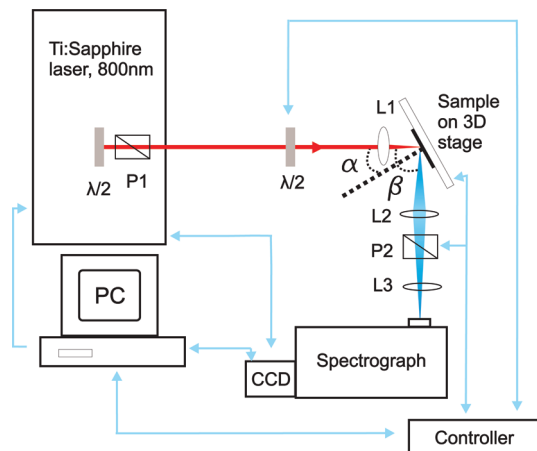 Ti:Sapphire
laser, 800nm
λ/2
P1
λ/2
L1
Sample
on 3D
stage
α
β
L2
P2
L3
PC
CCD
Spectrograph
Controller